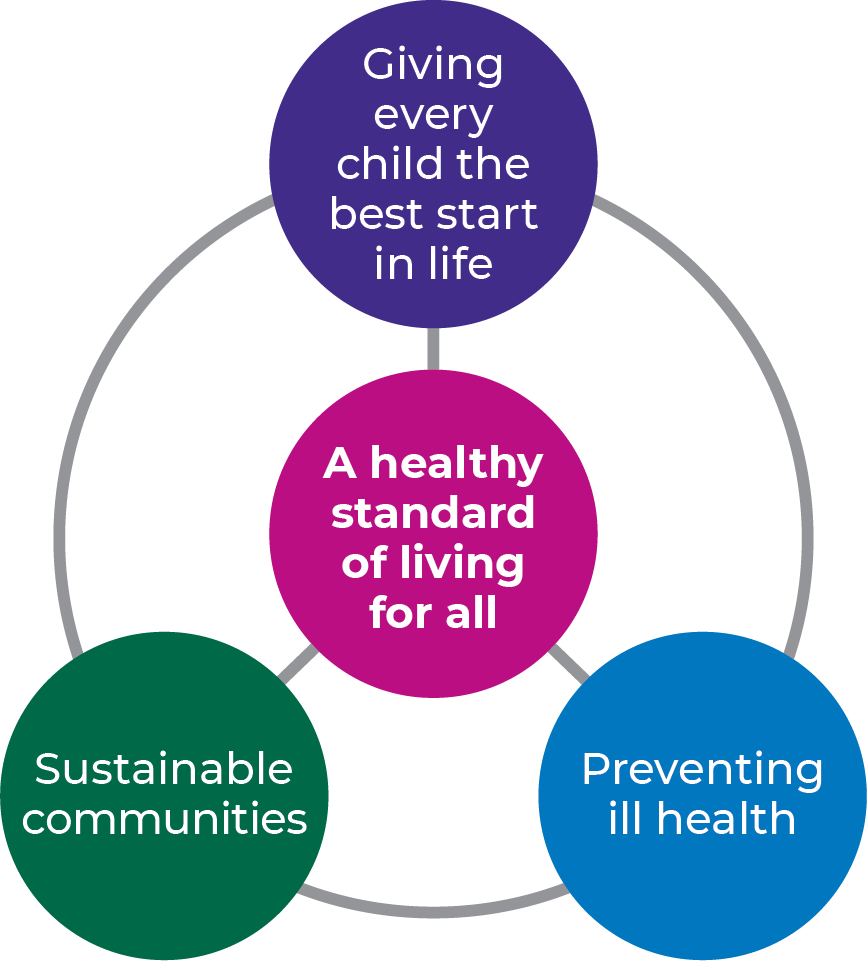 Giving
every
child the
best start
in life
A healthy
standard
of living
for all
Sustainable
communities
Preventing
ill health